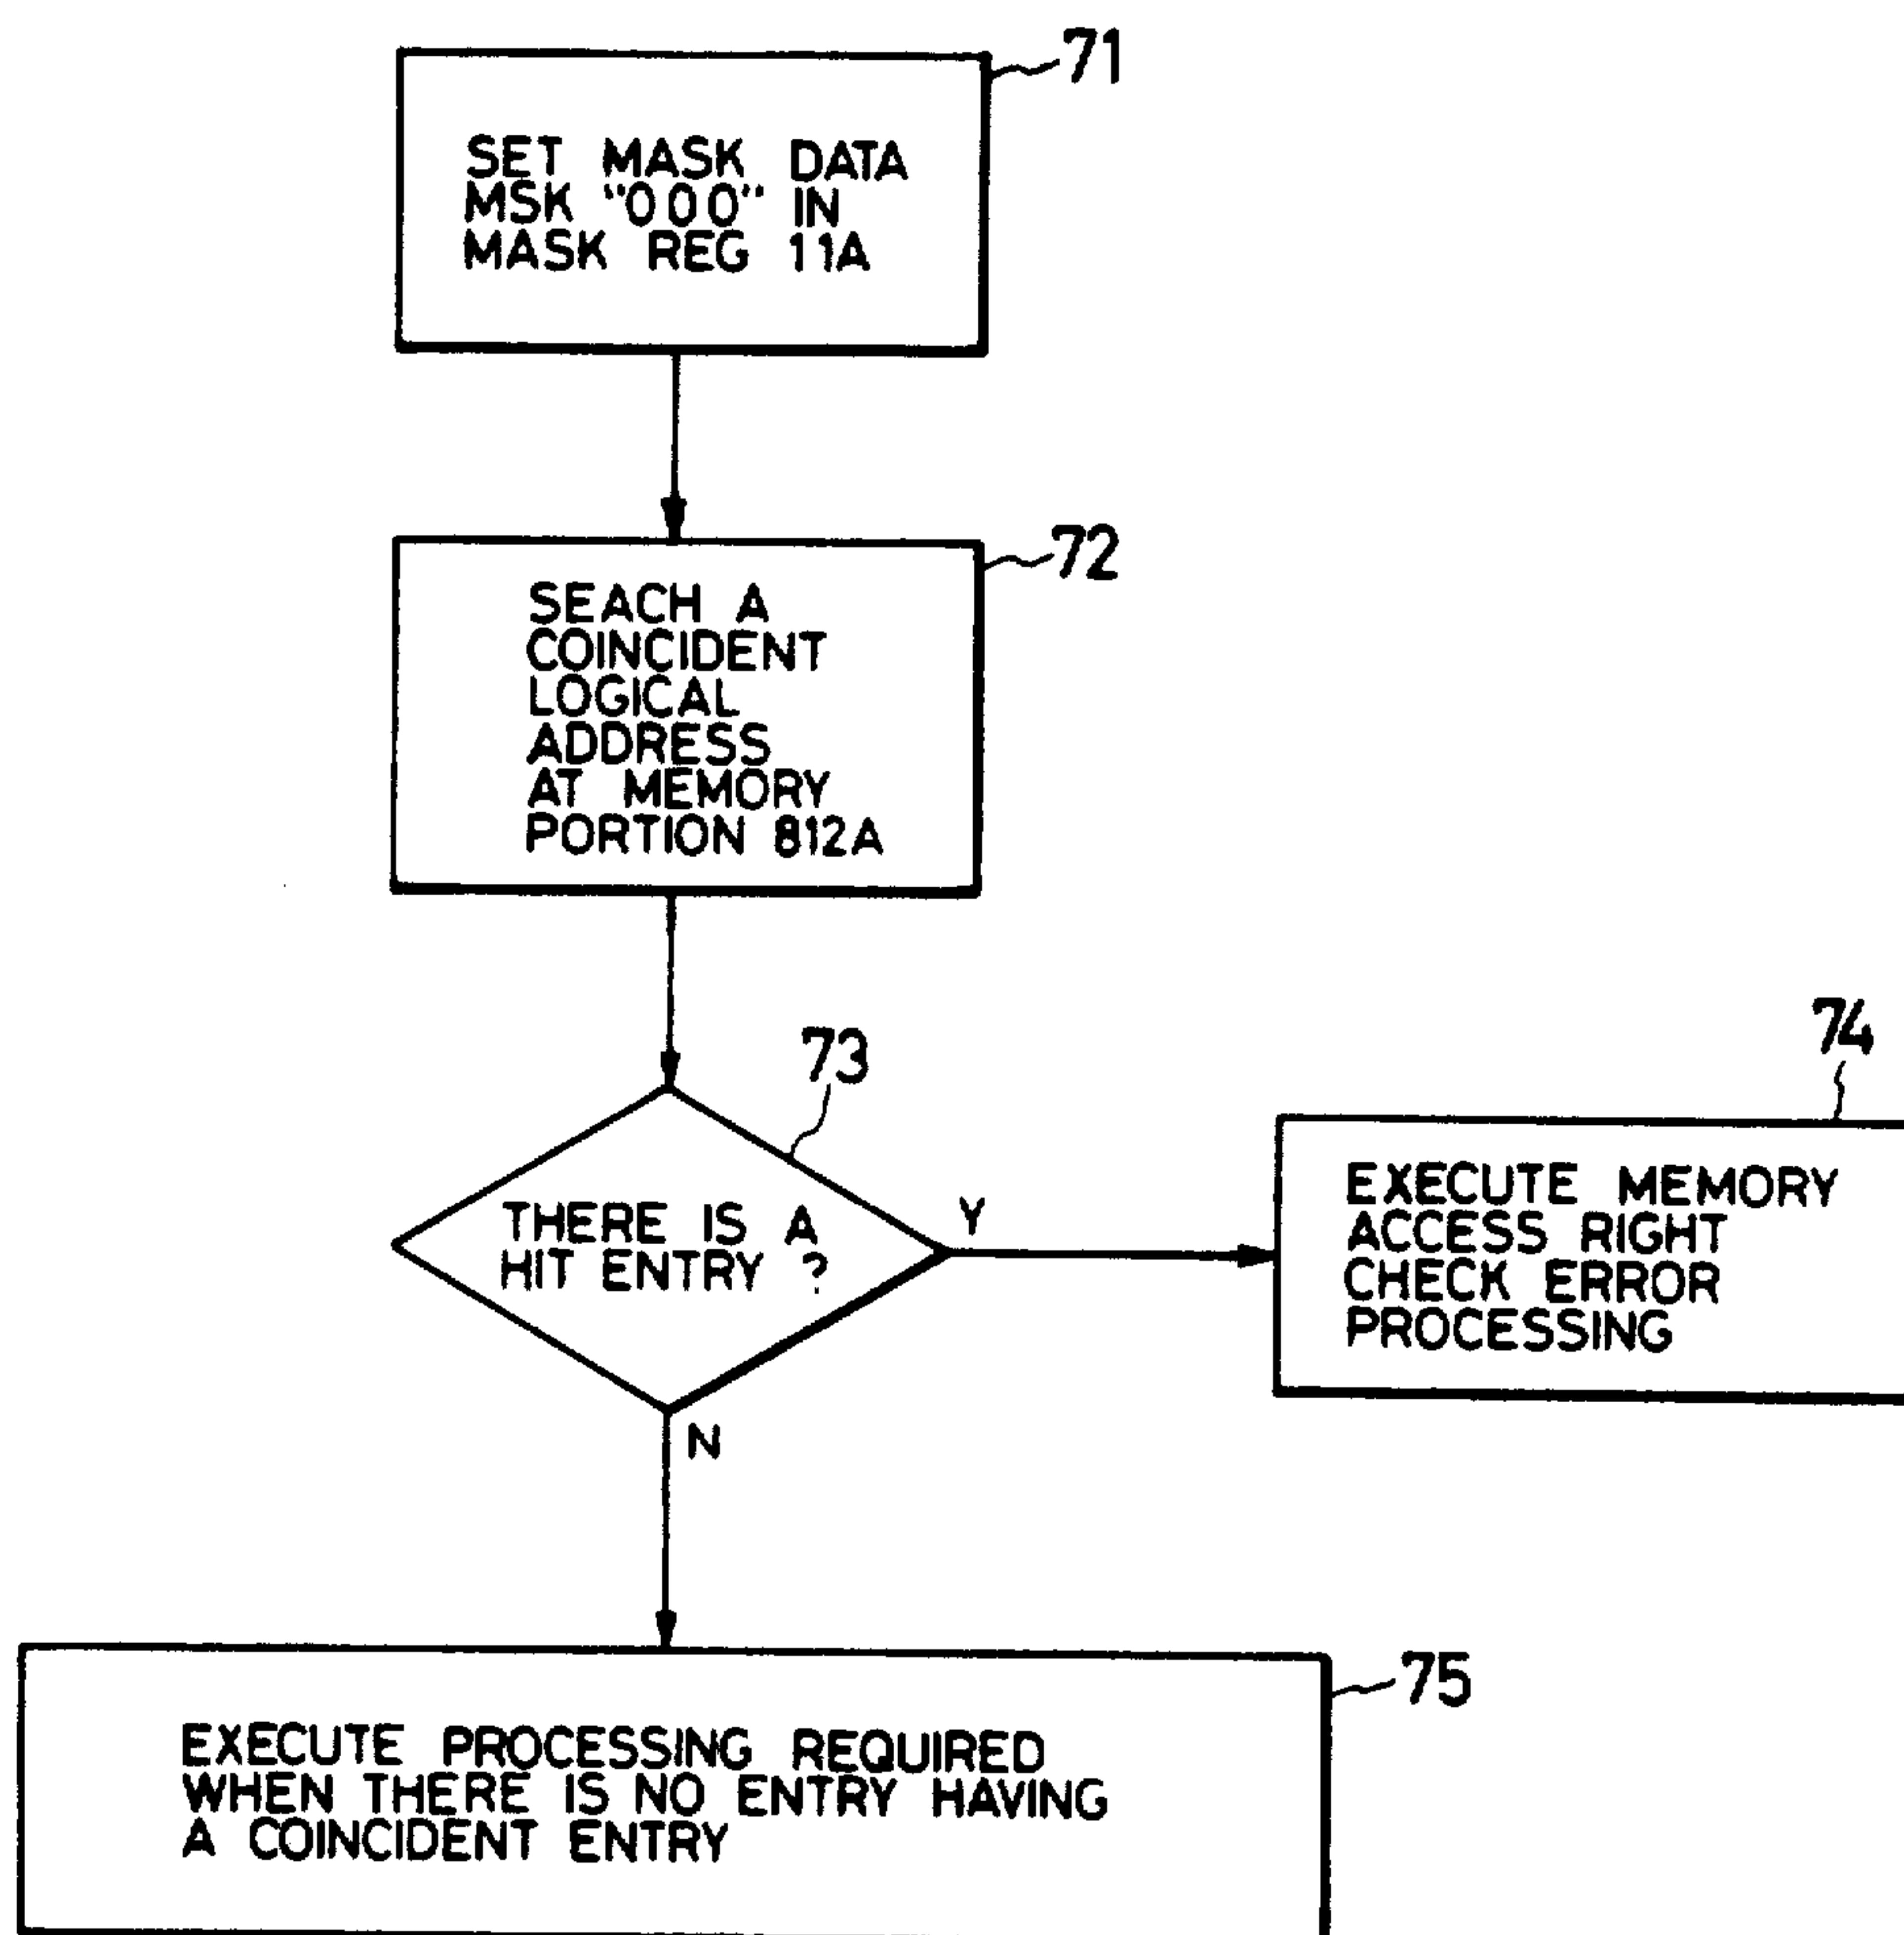 71
SET MASK DATA
MSK "000" IN
MASK REG 11A
72
SEACH A
COINCIDENT
LOGICAL
ADDRESS
AT MEMORY
PORTION 812A
73
THERE IS A
HIT ENTRY ?
Y
74
EXECUTE MEMORY
ACCESS RIGHT
CHECK ERROR
PROCESSING
N
75
EXECUTE PROCESSING REQUIRED
WHEN THERE IS NO ENTRY HAVING
A COINCIDENT ENTRY